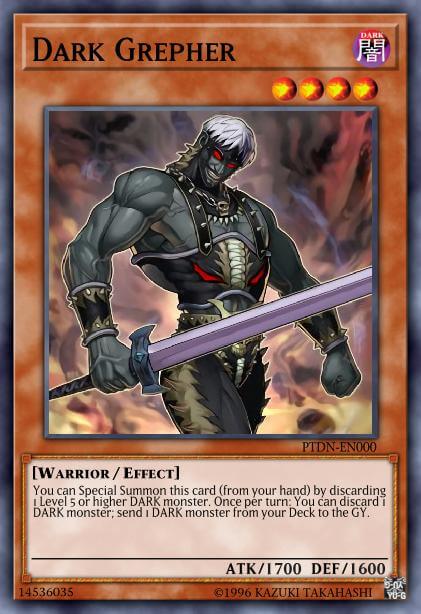 DARK GREPHER
DARK
闇
PTDN-EN000
[WARRIOR / EFFECT]
You can Special Summon this card (from your hand) by discarding
1 Level 5 or higher DARK monster. Once per turn: You can discard 1
DARK monster; send 1 DARK monster from your Deck to the GY.
ATK/1700 DEF/1600
14536035
©1996 KAZUKI TAKAHASHI